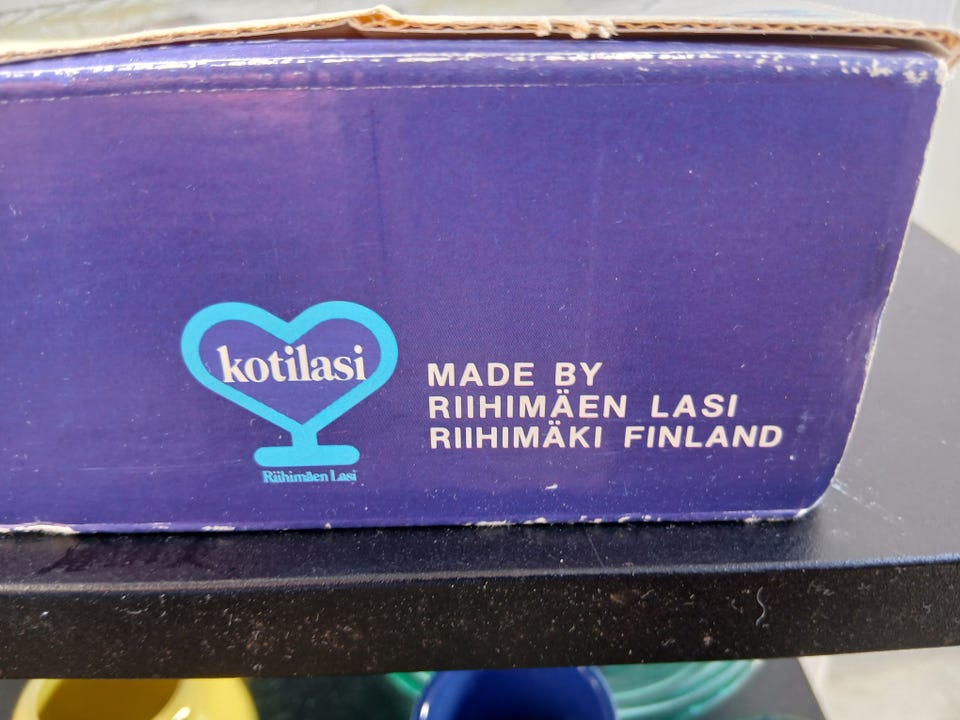 kotilasi
Riihimäen Lasi
MADE BY
RIIHIMÄEN LASI
RIIHIMÄKI FINLAND